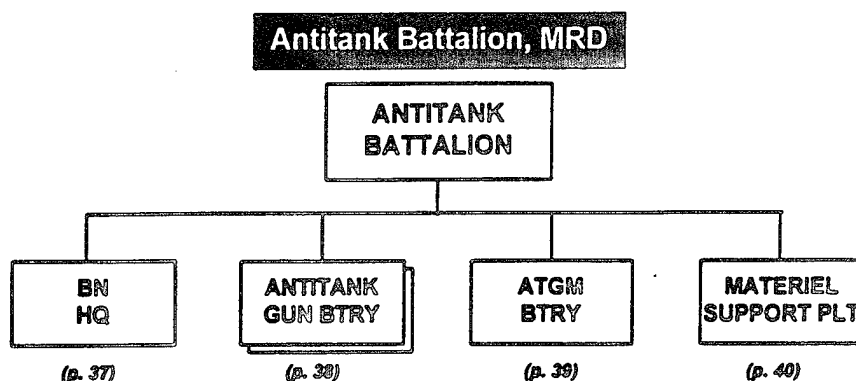 Antitank Battalion, MRD
ANTITANK
BATTALION
BN
HQ
ANTITANK
GUN BTRY
ATGM
BTRY
MATERIEL
SUPPORT PLT
(p. 37)
(p. 38)
(p. 39)
(p. 40)